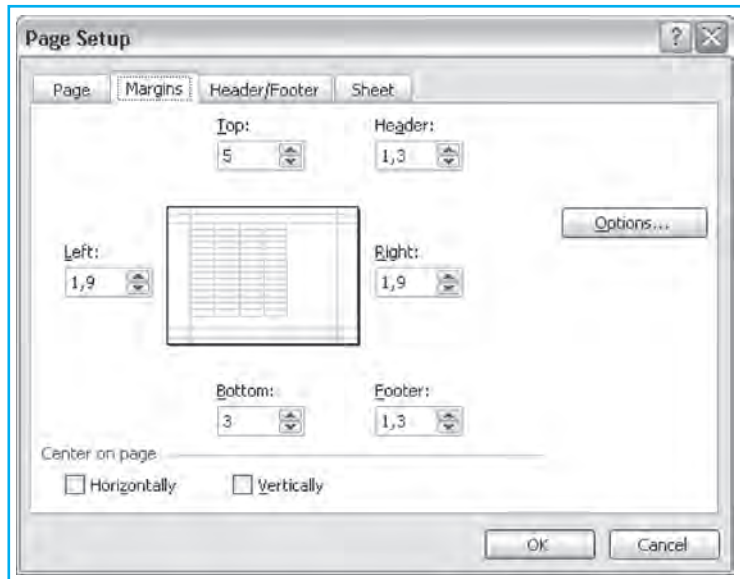 Page Setup
Page Margins Header/Footer Sheet
Top: Header:
5 1,3
Options...
Left: Right:
1,9 1,9
Bottom: Footer:
3 1,3
Center on page
Horizontally Vertically
OK Cancel